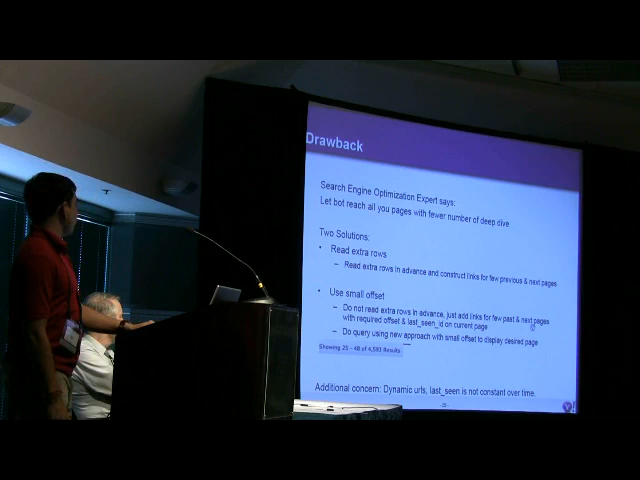 Drawback
Search Engine Optimization Expert says:
Let bot reach all you pages with fewer number of deep dive
Two Solutions:
• Read extra rows
– Read extra rows in advance and construct links for few previous & next pages
• Use small offset
– Do not read extra rows in advance, just add links for few past & next pages
with required offset & last_seen_id on current page
– Do query using new approach with small offset to display desired page
Showing 25 - 48 of 4,593 Results
Additional concern: Dynamic urls, last_seen is not constant over time.